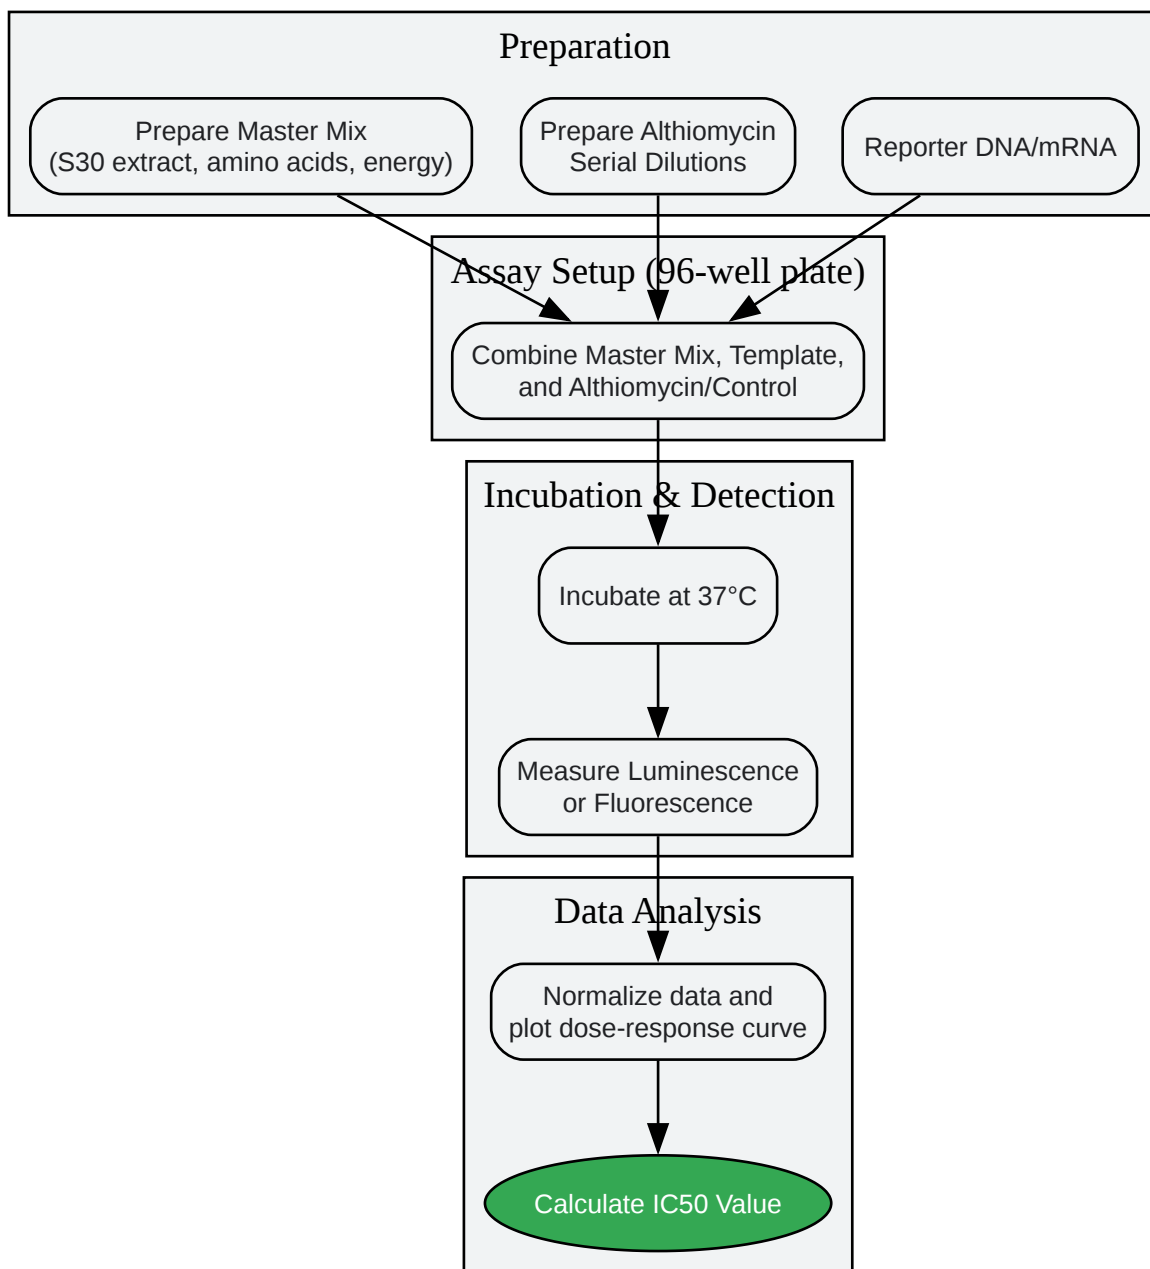 Preparation
Prepare Master Mix
(S30 extract, amino acids, energy)
Prepare Althiomycin
Serial Dilutions
Reporter DNA/mRNA
Assay Setup (96-well plate)
Combine Master Mix, Template,
and Althiomycin/Control
Incubation & Detection
Incubate at 37°C
Measure Luminescence
or Fluorescence
Data Analysis
Normalize data and
plot dose-response curve
Calculate IC50 Value